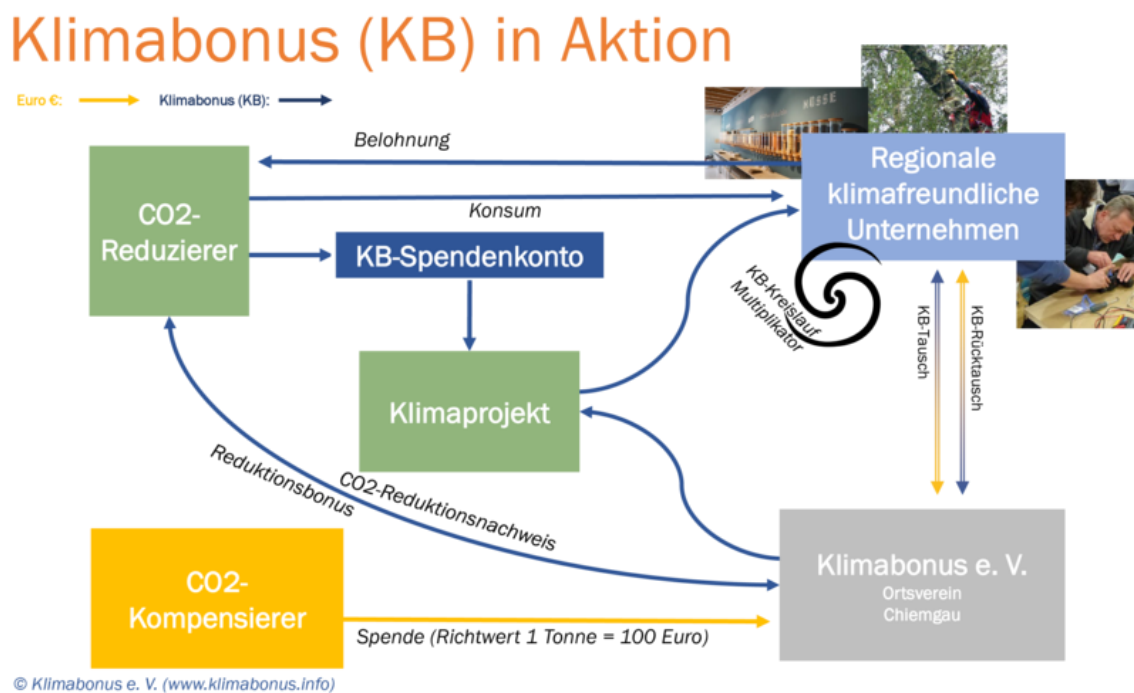 Klimabonus (KB) in Aktion
Euro €:
Klimabonus (KB):
HESSE
Belohnung
Regionale
klimafreundliche
Unternehmen
CO2-
Reduzierer
Konsum
KB-Spendenkonto
KB-Kreislauf
Multiplikator
KB-Tausch
KB-Rücktausch
Klimaprojekt
Reduktionsbonus
CO2-Reduktionsnachweis
CO2-
Kompensierer
Spende (Richtwert 1 Tonne = 100 Euro)
Klimabonus e. V.
Ortsverein
Chiemgau
© Klimabonus e. V. (www.klimabonus.info)